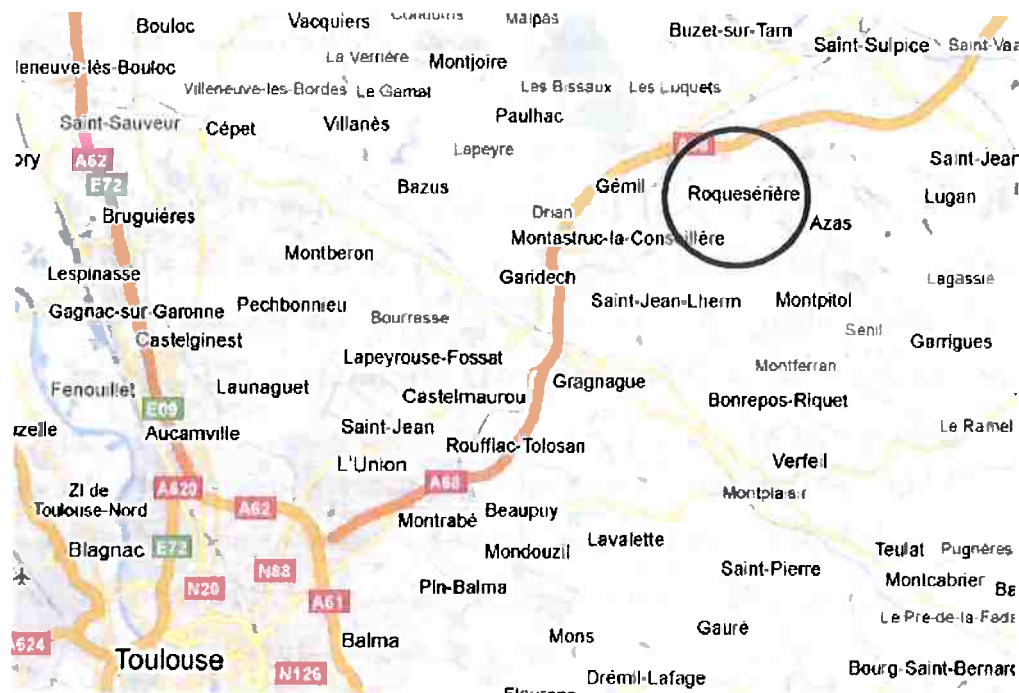 Bouloc
Vacquiers
Malpas
Buzet-sur-Tarn
Saint-Sulpice
leneuve-lès-Bouloc
La Verrière
Montjoire
Villeneuve-les-Bordes
Le Gamat
Les Bissaux
Les Luquets
Saint-Sauveur
Cépet
Villanès
Paulhac
Lapeyre
A62
E72
Bazus
Gémil
Roquesérière
Saint-Jean
Lugan
Bruguières
Drian
Azas
Montastruc-la-Conseillère
Montberon
Lespinasse
Garidech
Lagassié
Gagnac-sur-Garonne
Pechbonnieu
Saint-Jean-Lherm
Montpitol
Bourrasse
Senil
Castelginest
Garrigues
Lapeyrouse-Fossat
Montferran
Fenouillet
Launaguet
Castelmaurou
Gragnague
Bonrepos-Riquet
E09
Saint-Jean
Le Ramel
Aucamville
Rouffiac-Tolosan
L'Union
Verfeil
ZI de
Toulouse-Nord
A620
A62
A68
Montplaisir
Montrabé
Beaupuy
Blagnac
E72
Mondouzil
Lavalette
Teulat
Pugnères
N88
N20
Pin-Balma
Saint-Pierre
Montcabrier
Ba
A61
Le Pré-de-la-Fada
A624
Balma
Mons
Gauré
Toulouse
N126
Drémil-Lafage
Bourg-Saint-Bernard